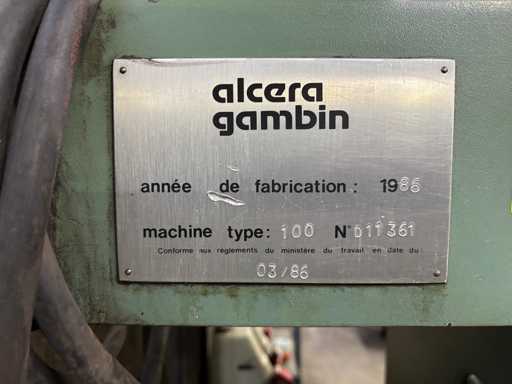 alcera
gambin
année de fabrication: 1986
machine type: 100 N° D11361
Conforme aux règlements du ministère du travail en date du
03/86